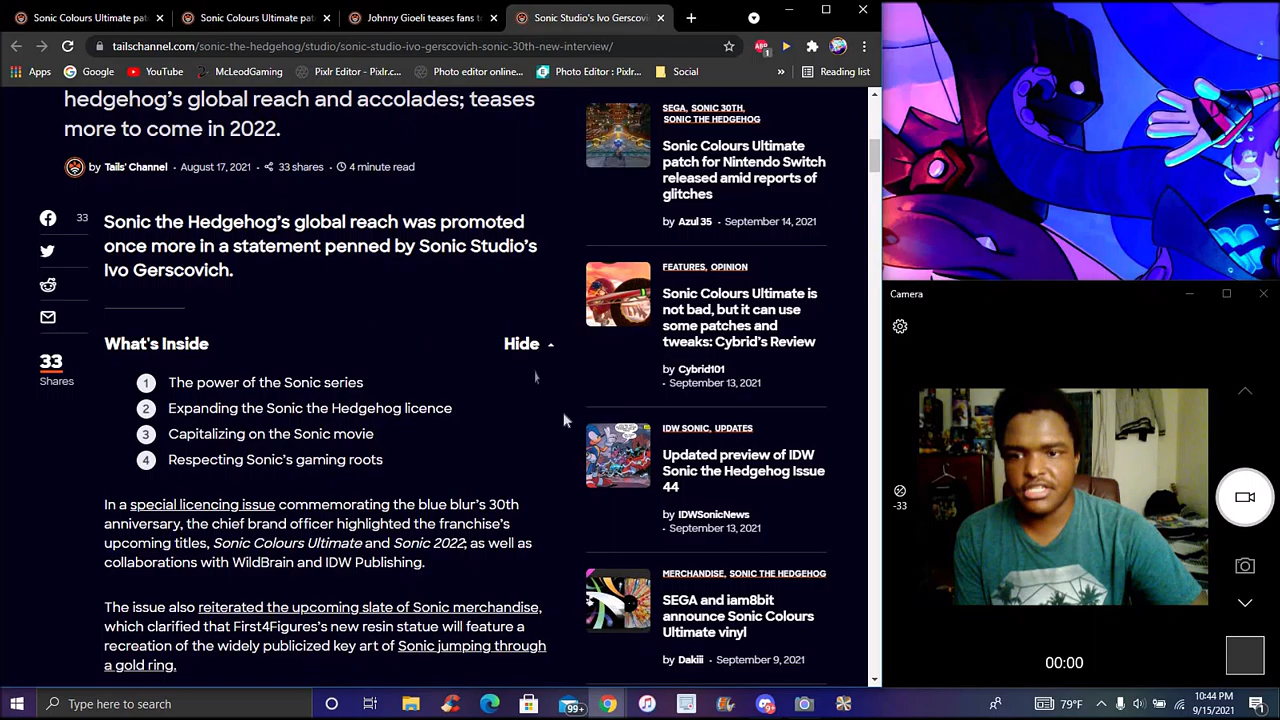 Sonic Colours Ultimate pat
Sonic Colours Ultimate pat
Johnny Gioeli teases fans to
Sonic Studio's Ivo Gerscovi
tailschannel.com/sonic-the-hedgehog/studio/sonic-studio-ivo-gerscovich-sonic-30th-new-interview/
Apps
Google
YouTube
McLeodGaming
Pixlr Editor - Pixlr.c...
Photo editor online...
Photo Editor : Pixlr...
Social
»
Reading list
hedgehog's global reach and accolades; teases
more to come in 2022.
by Tails' Channel • August 17, 2021 • 33 shares • 4 minute read
33
Sonic the Hedgehog's global reach was promoted
once more in a statement penned by Sonic Studio's
Ivo Gerscovich.
33
Shares
What's Inside
Hide
1 The power of the Sonic series
2 Expanding the Sonic the Hedgehog licence
3 Capitalizing on the Sonic movie
4 Respecting Sonic's gaming roots
In a special licencing issue commemorating the blue blur's 30th
anniversary, the chief brand officer highlighted the franchise's
upcoming titles, Sonic Colours Ultimate and Sonic 2022; as well as
collaborations with WildBrain and IDW Publishing.
The issue also reiterated the upcoming slate of Sonic merchandise,
which clarified that First4Figures's new resin statue will feature a
recreation of the widely publicized key art of Sonic jumping through
a gold ring.
SEGA, SONIC 30TH,
SONIC THE HEDGEHOG
Sonic Colours Ultimate
patch for Nintendo Switch
released amid reports of
glitches
by Azul 35 • September 14, 2021
FEATURES, OPINION
Sonic Colours Ultimate is
not bad, but it can use
some patches and
tweaks: Cybrid's Review
by Cybrid101
• September 13, 2021
IDW SONIC, UPDATES
Updated preview of IDW
Sonic the Hedgehog Issue
44
by IDWSonicNews
• September 13, 2021
MERCHANDISE, SONIC THE HEDGEHOG
SEGA and iam8bit
announce Sonic Colours
Ultimate vinyl
by Dakiii • September 9, 2021
Camera
-33
00:00
Type here to search
99+
79°F
10:44 PM
9/15/2021
1